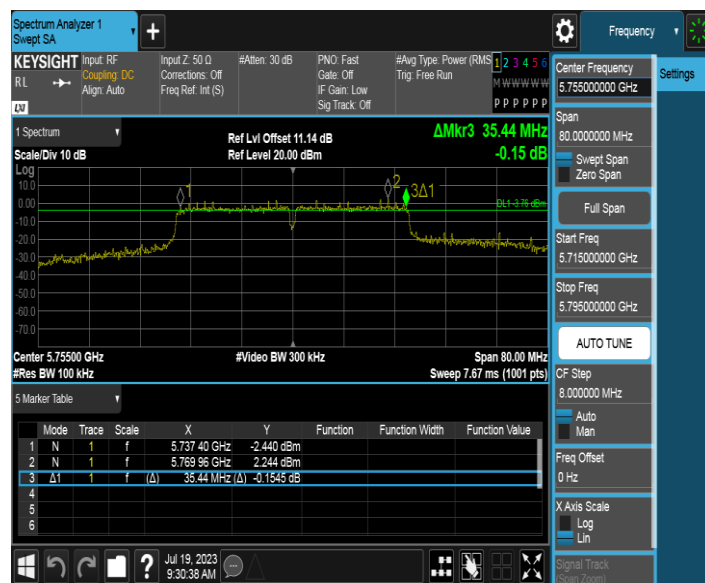 Spectrum Analyzer 1
Swept SA
+
Frequency
KEYSIGHT
RL
LXI
Input: RF
Coupling: DC
Align: Auto
Input Z: 50 Ω
Corrections: Off
Freq Ref: Int (S)
#Atten: 30 dB
PNO: Fast
Gate: Off
IF Gain: Low
Sig Track: Off
#Avg Type: Power (RMS
Trig: Free Run
1 2 3 4 5 6
M W W W W W
P P P P P P
Center Frequency
5.755000000 GHz
Settings
Span
80.0000000 MHz
Swept Span
Zero Span
Full Span
Start Freq
5.715000000 GHz
Stop Freq
5.795000000 GHz
AUTO TUNE
CF Step
8.000000 MHz
Auto
Man
Freq Offset
0 Hz
X Axis Scale
Log
Lin
Signal Track
(Span Zoom)
1 Spectrum
Scale/Div 10 dB
Ref Lvl Offset 11.14 dB
Ref Level 20.00 dBm
ΔMkr3 35.44 MHz
-0.15 dB
Log
10.0
0.00
-10.0
-20.0
-30.0
-40.0
-50.0
-60.0
-70.0
1
2
3Δ1
DL1 -3.76 dBm
Center 5.75500 GHz
#Video BW 300 kHz
Span 80.00 MHz
#Res BW 100 kHz
Sweep 7.67 ms (1001 pts)
5 Marker Table
Mode Trace Scale X Y Function Function Width Function Value
1 N 1 f 5.737 40 GHz -2.440 dBm
2 N 1 f 5.769 96 GHz 2.244 dBm
3 Δ1 1 f (Δ) 35.44 MHz (Δ) -0.1545 dB
4
5
6
?
Jul 19, 2023
9:30:38 AM